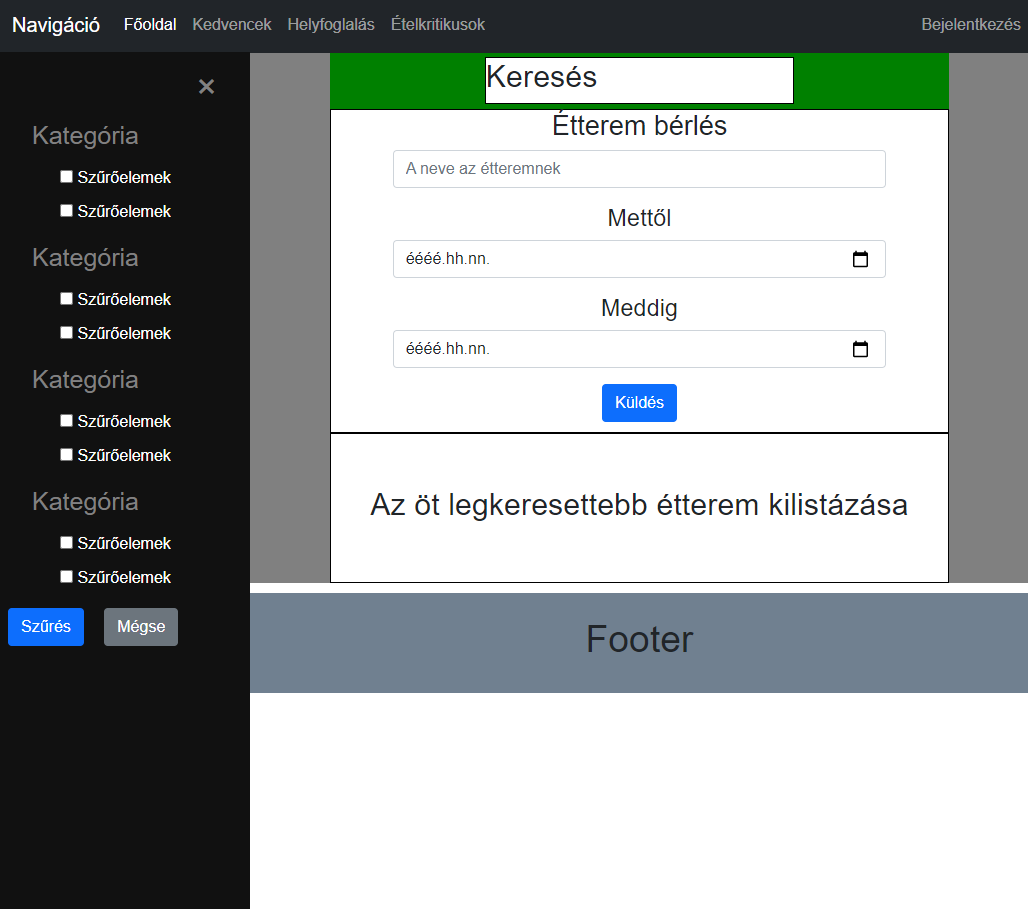 Navigáció Főoldal Kedvencek Helyfoglalás Ételkritikusok Bejelentkezés
×
Kategória
Szűrőelemek
Szűrőelemek
Kategória
Szűrőelemek
Szűrőelemek
Kategória
Szűrőelemek
Szűrőelemek
Kategória
Szűrőelemek
Szűrőelemek
Szűrés Mégse
Keresés
Étterem bérlés
A neve az étteremnek
Mettől
éééé.hh.nn.
Meddig
éééé.hh.nn.
Küldés
Az öt legkeresettebb étterem kilistázása
Footer